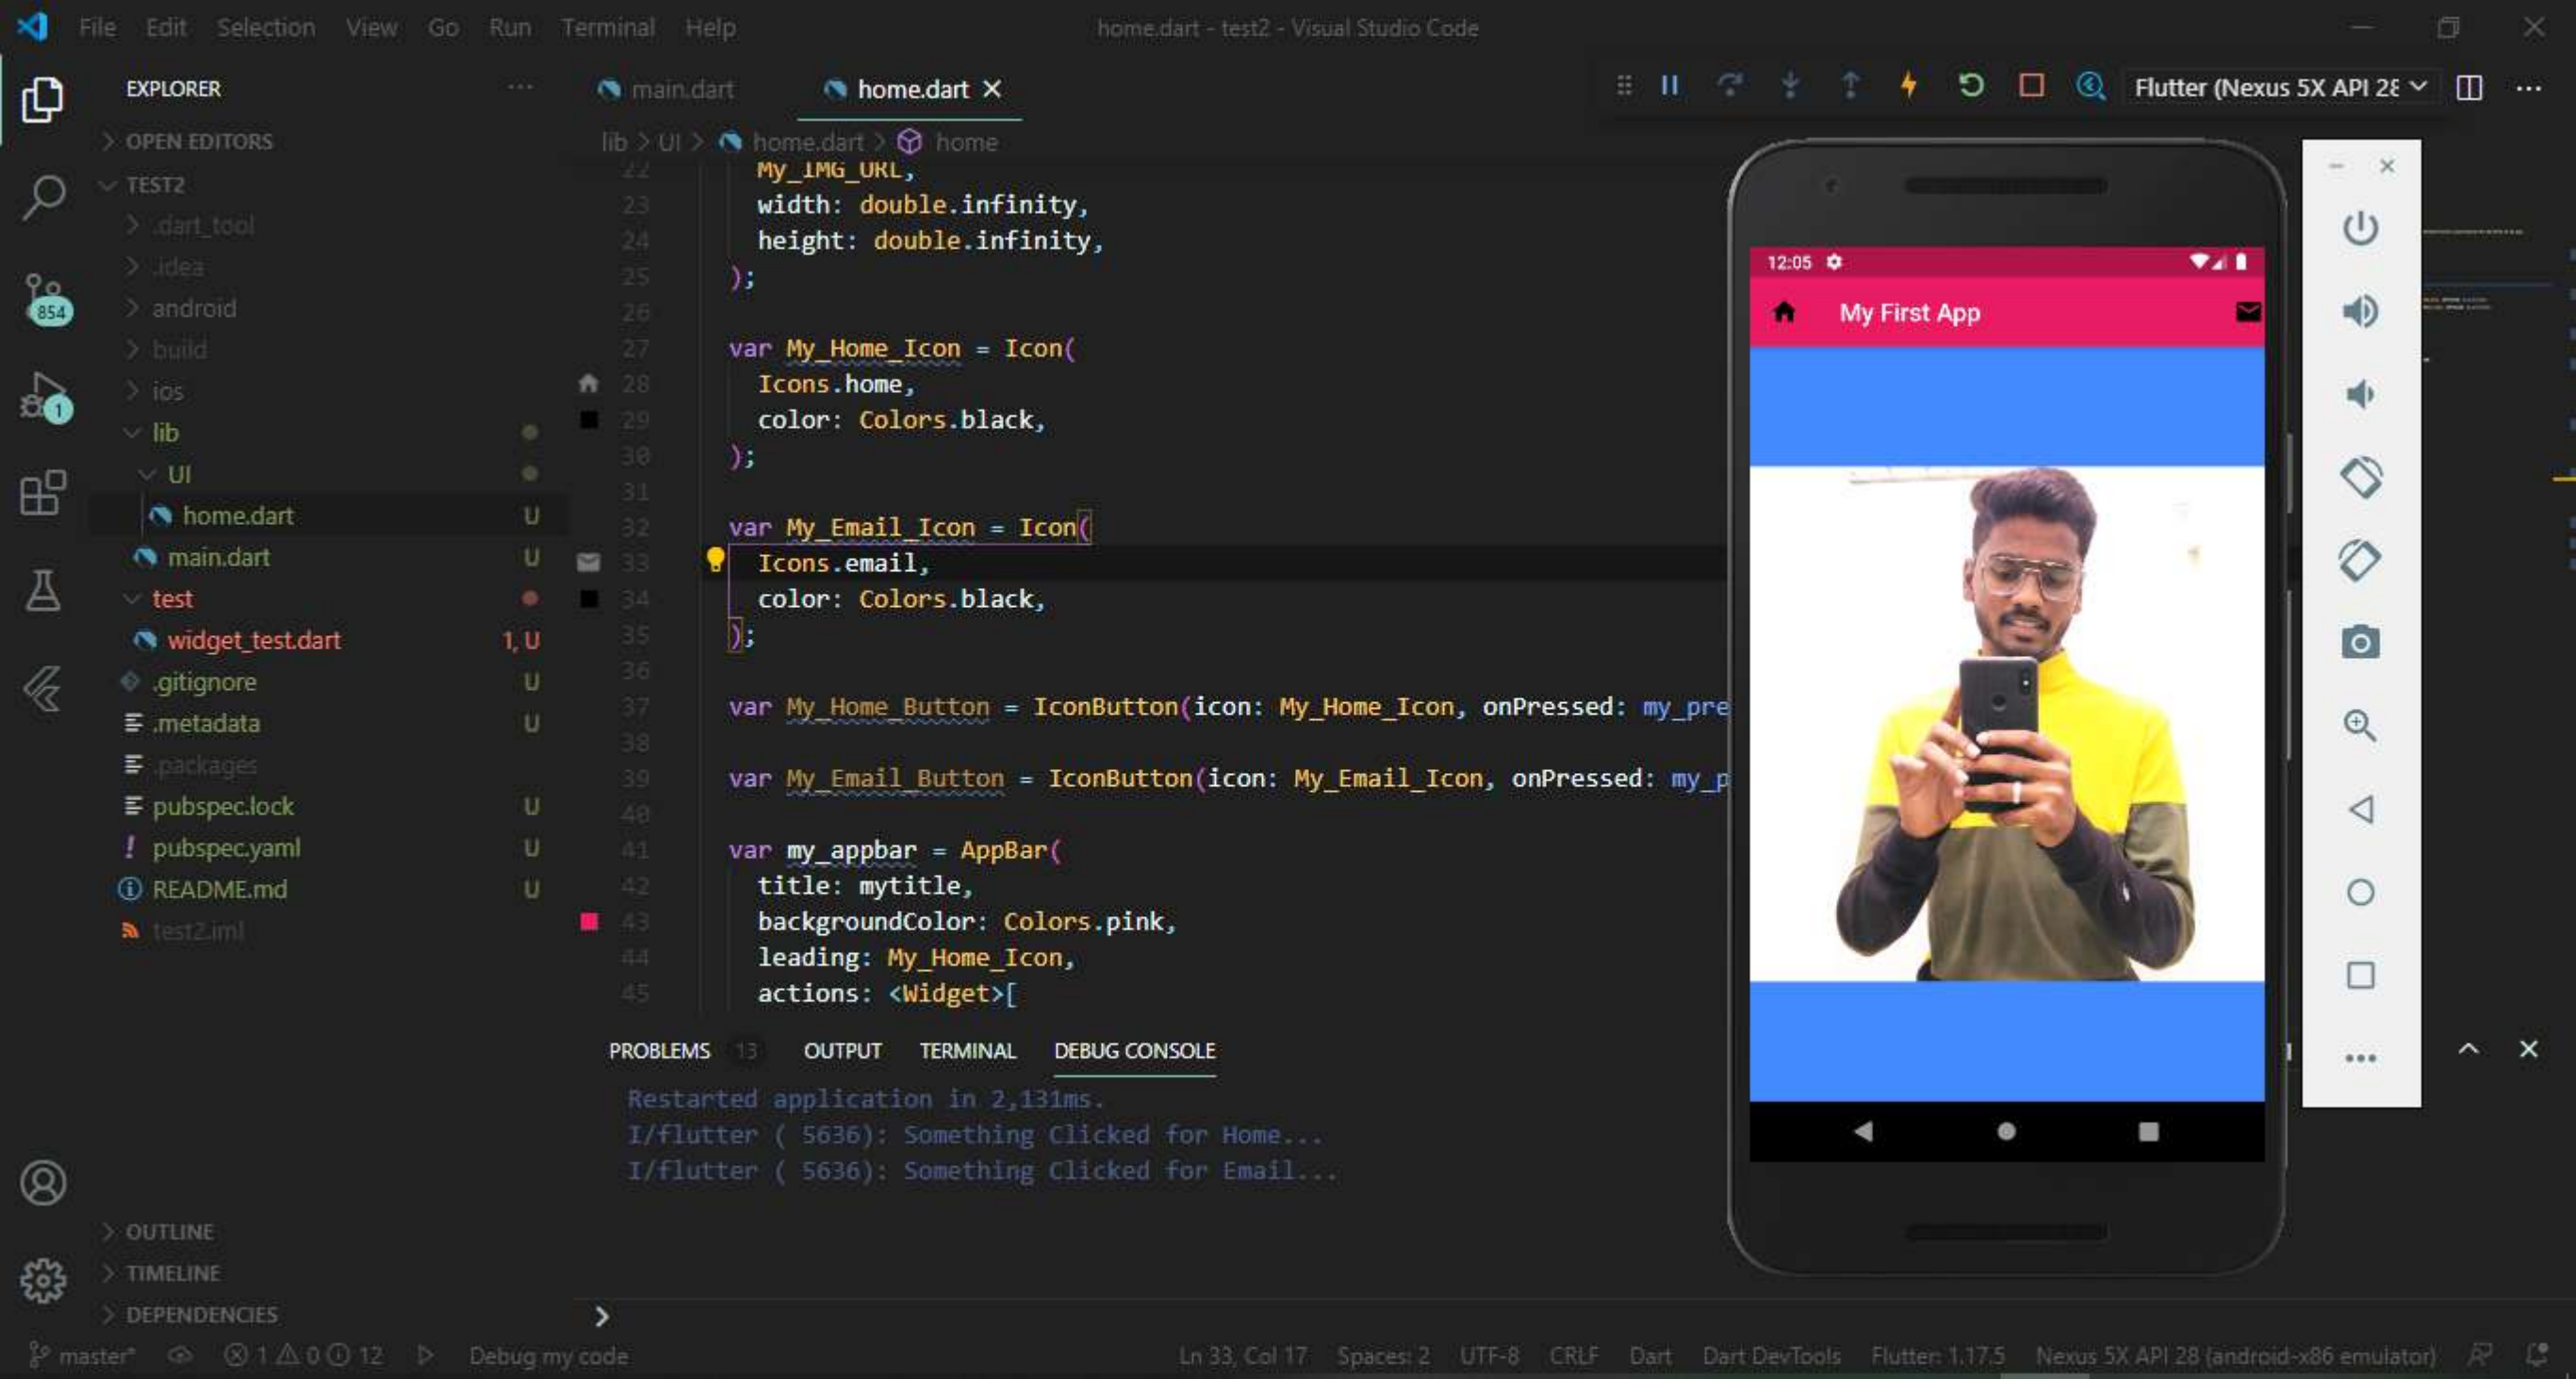 File Edit Selection View Go Run Terminal Help
home.dart - test2 - Visual Studio Code
EXPLORER
OPEN EDITORS
TEST2
.dart_tool
.idea
android
build
ios
lib
UI
home.dart U
main.dart U
test
widget_test.dart 1, U
.gitignore U
.metadata U
.packages
pubspec.lock U
! pubspec.yaml U
README.md U
test2.iml
OUTLINE
TIMELINE
DEPENDENCIES
854
1
main.dart
home.dart
Flutter (Nexus 5X API 28
lib > UI > home.dart > home
22 My_IMG_URL,
23 width: double.infinity,
24 height: double.infinity,
25 );
26
27 var My_Home_Icon = Icon(
28 Icons.home,
29 color: Colors.black,
30 );
31
32 var My_Email_Icon = Icon(
33 Icons.email,
34 color: Colors.black,
35 );
36
37 var My_Home_Button = IconButton(icon: My_Home_Icon, onPressed: my_pre
38
39 var My_Email_Button = IconButton(icon: My_Email_Icon, onPressed: my_p
40
41 var my_appbar = AppBar(
42 title: mytitle,
43 backgroundColor: Colors.pink,
44 leading: My_Home_Icon,
45 actions: <Widget>[
PROBLEMS 13 OUTPUT TERMINAL DEBUG CONSOLE
Restarted application in 2,131ms.
I/flutter ( 5636): Something Clicked for Home...
I/flutter ( 5636): Something Clicked for Email...
12:05
My First App
master* 1 0 12 Debug my code
Ln 33, Col 17 Spaces: 2 UTF-8 CRLF Dart Dart DevTools Flutter: 1.17.5 Nexus 5X API 28 (android-x86 emulator)